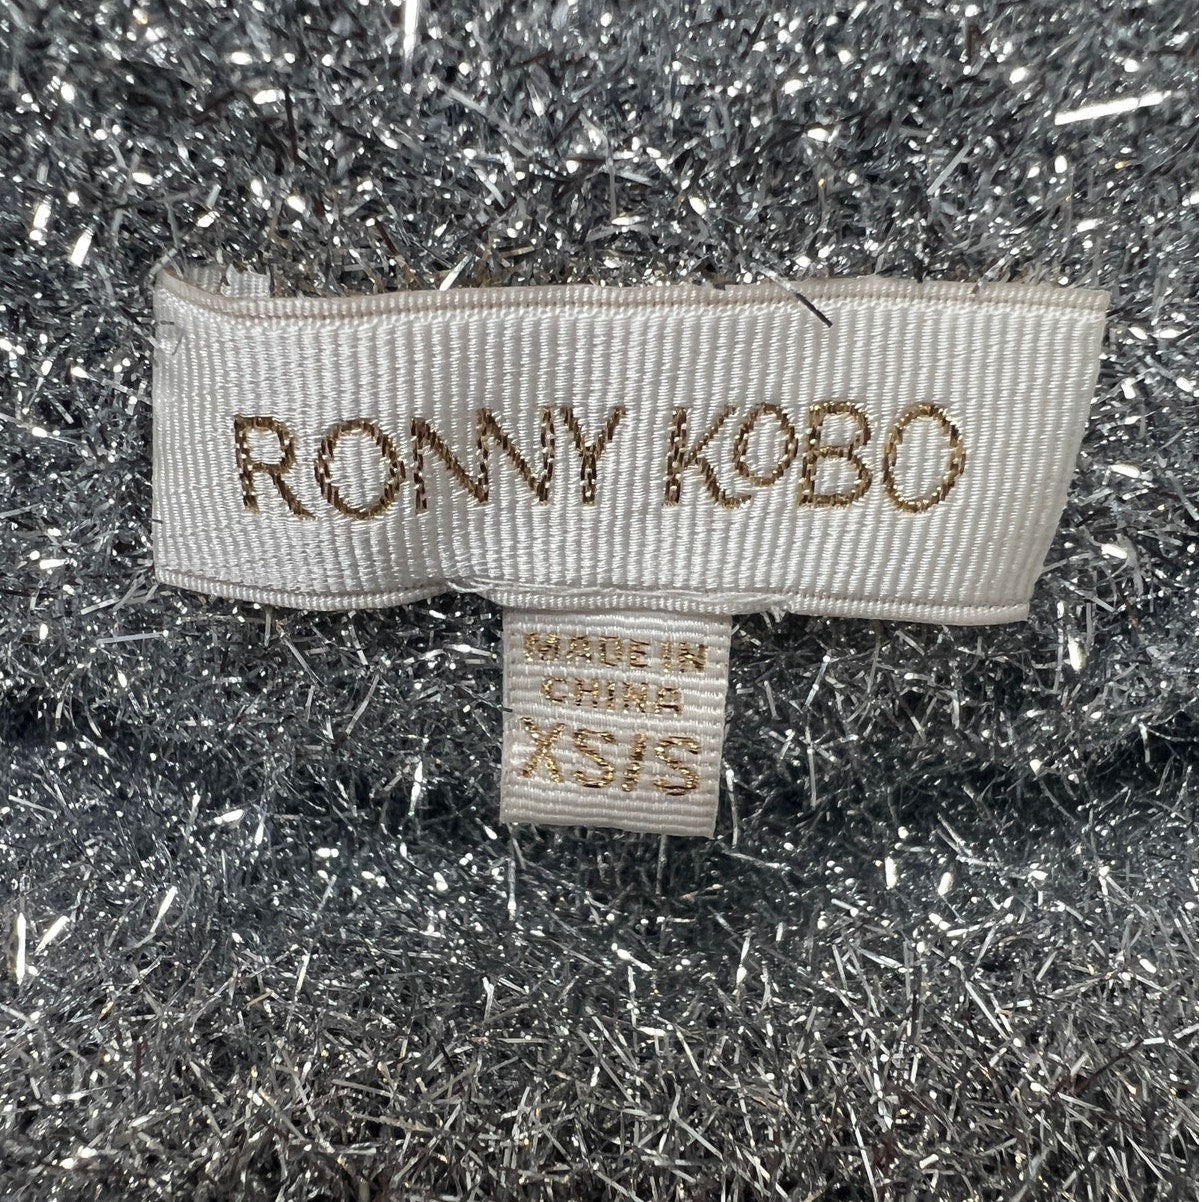 RONNY KOBO
MADE IN
CHINA
XS/S